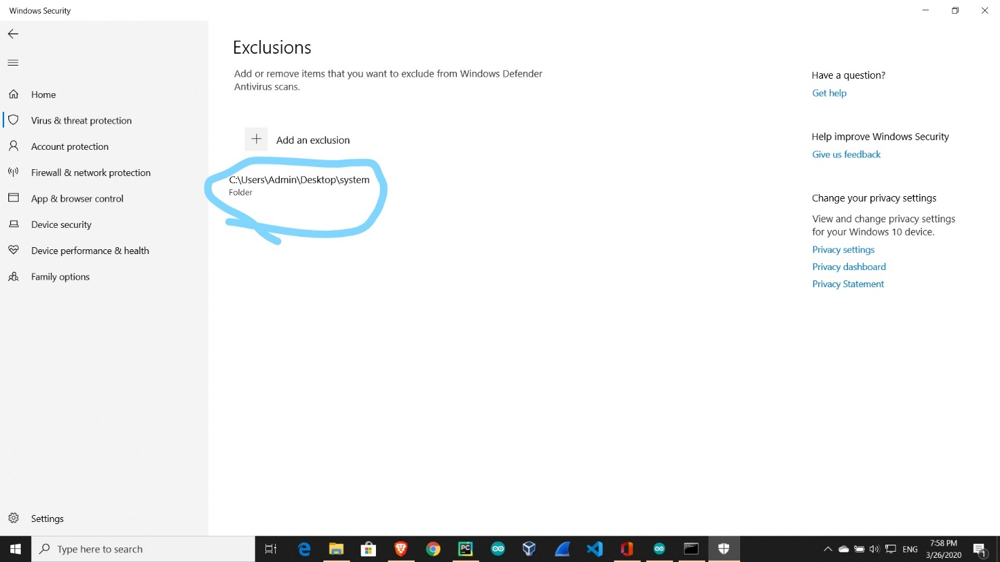 Windows Security
Home
Virus & threat protection
Account protection
Firewall & network protection
App & browser control
Device security
Device performance & health
Family options
Settings
Exclusions
Add or remove items that you want to exclude from Windows Defender
Antivirus scans.
Add an exclusion
C:\Users\Admin\Desktop\system
Folder
Have a question?
Get help
Help improve Windows Security
Give us feedback
Change your privacy settings
View and change privacy settings
for your Windows 10 device.
Privacy settings
Privacy dashboard
Privacy Statement
Type here to search
PC
ENG
7:58 PM
3/26/2020
1